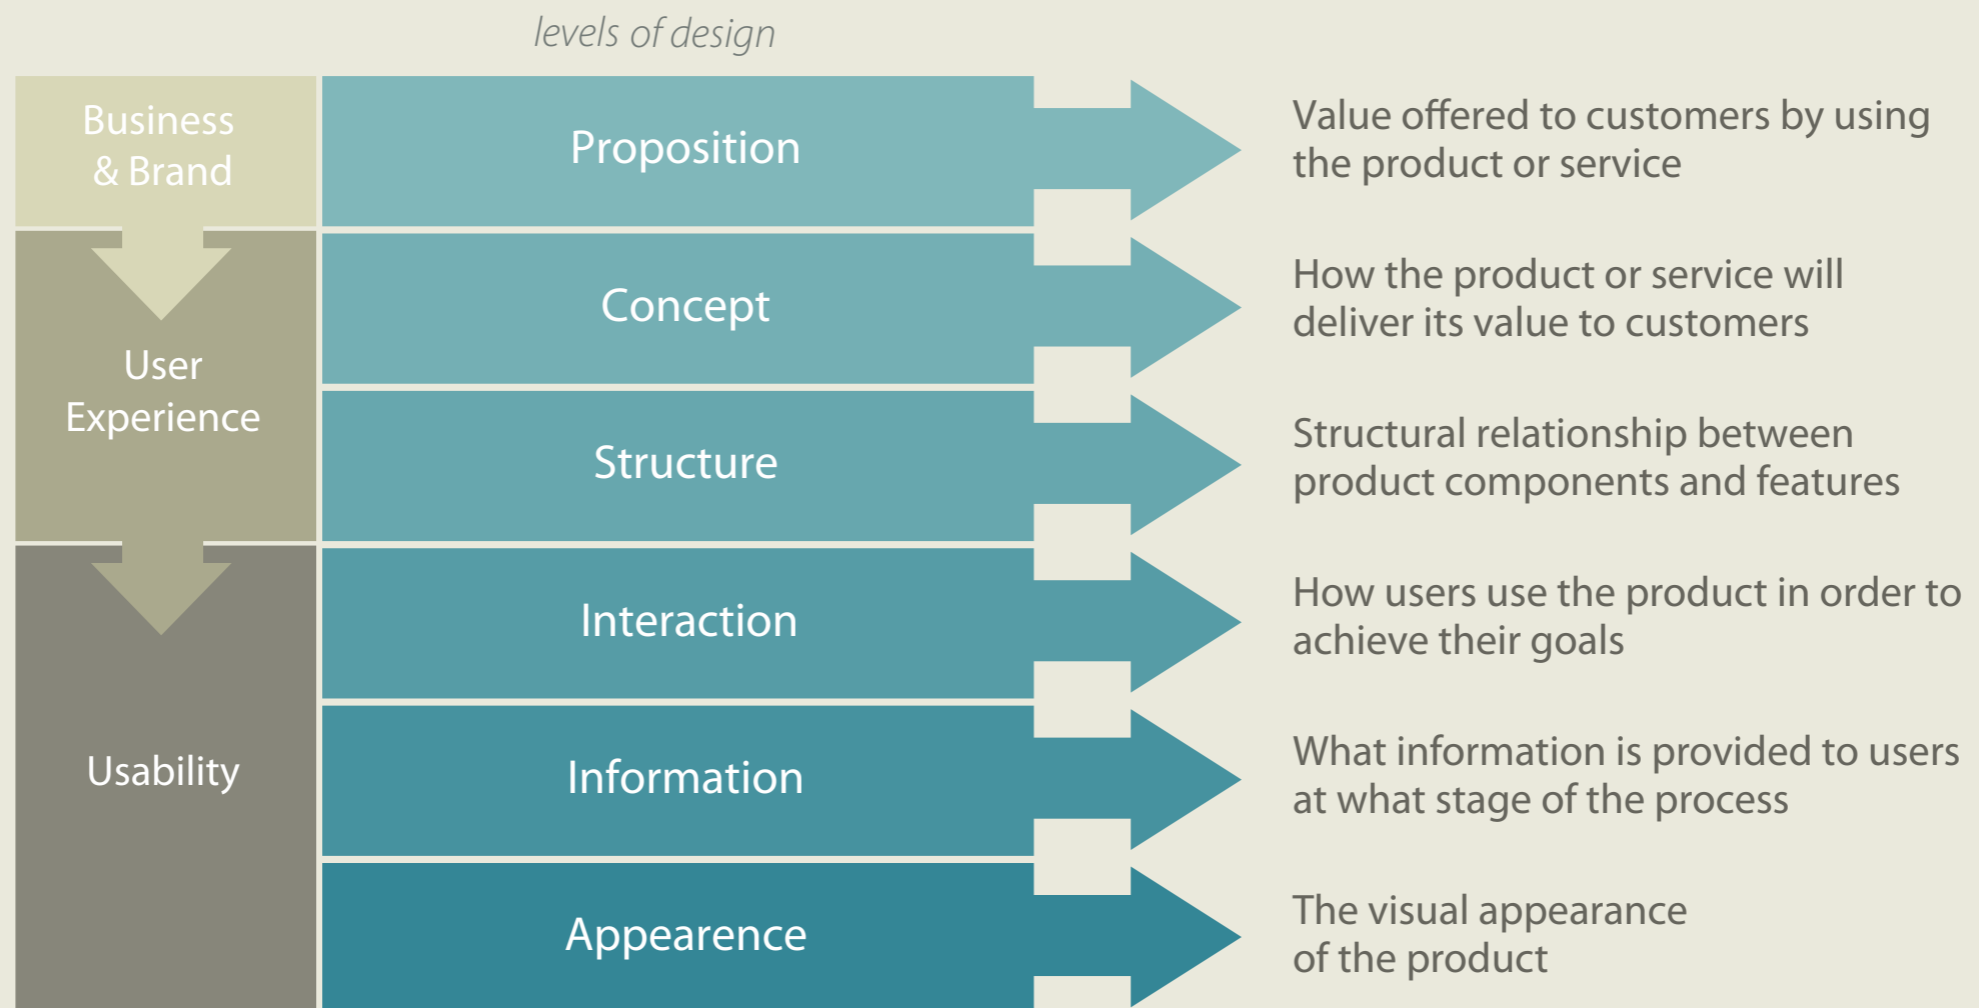 levels of design
Business
& Brand
Proposition
Value offered to customers by using
the product or service
Concept
How the product or service will
deliver its value to customers
User
Experience
Structure
Structural relationship between
product components and features
Interaction
How users use the product in order to
achieve their goals
Usability
Information
What information is provided to users
at what stage of the process
Appearence
The visual appearance
of the product